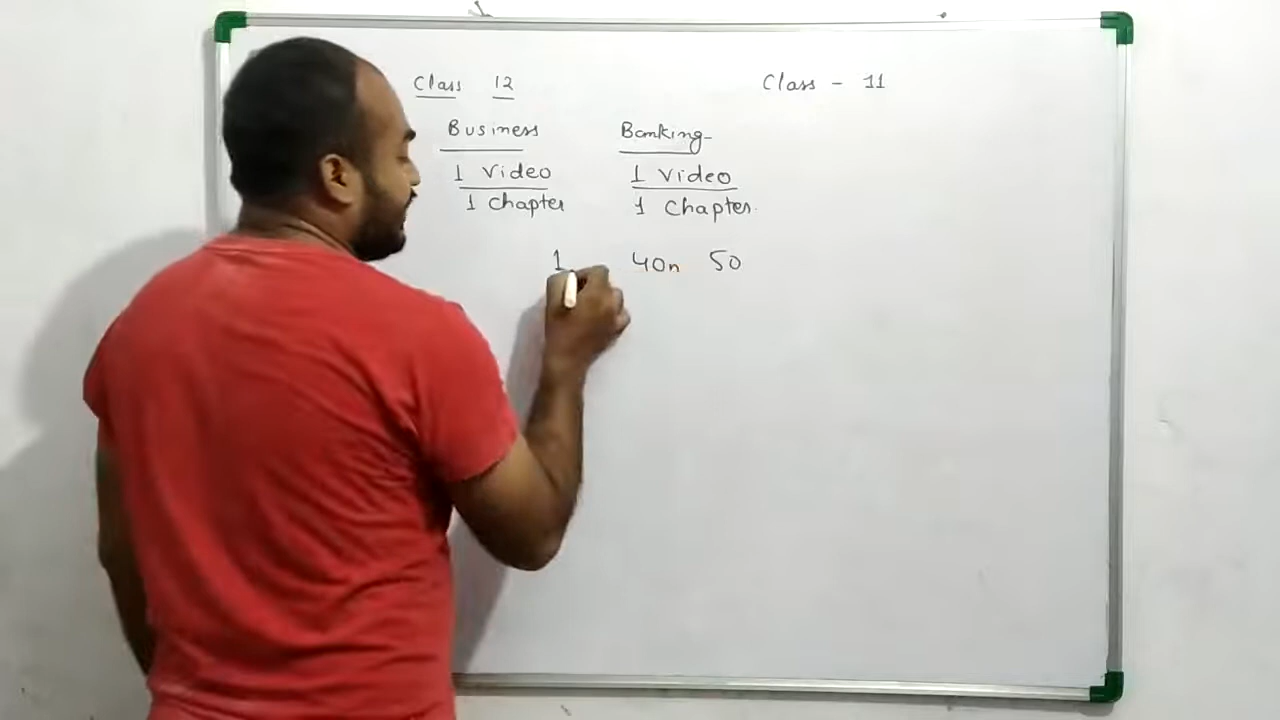 Class 12 Class - 11
Business Banking
1 Video 1 Video
1 Chapter 1 Chapter.
1 40n 50